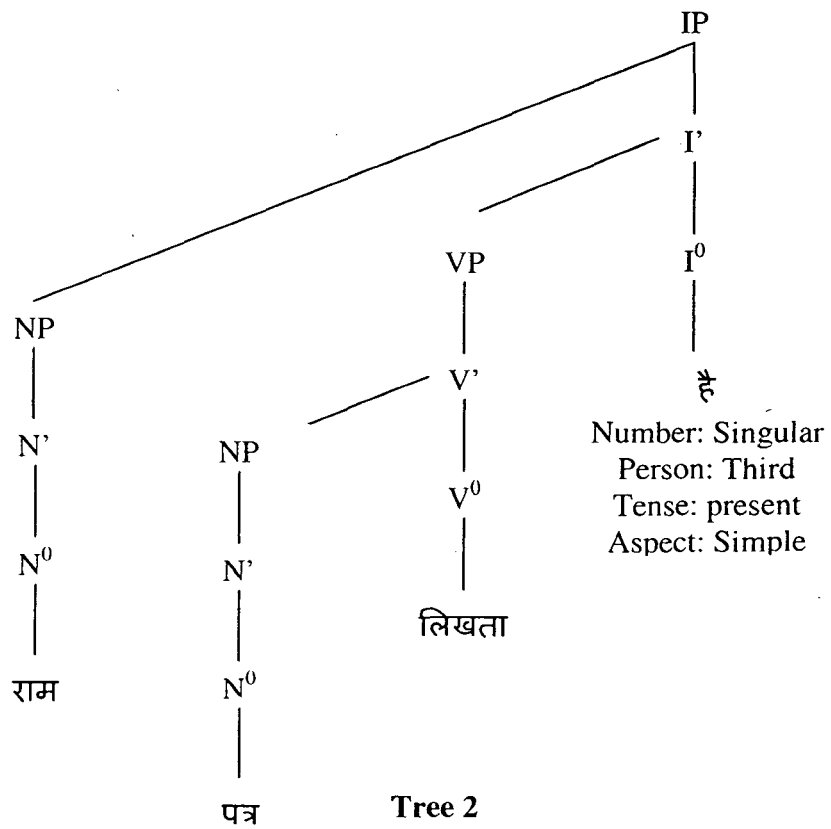 IP
I'
VP I⁰
NP
V' है
N' NP Number: Singular
Person: Third
V⁰ Tense: present
N⁰ N' Aspect: Simple
लिखता
राम N⁰
पत्र Tree 2